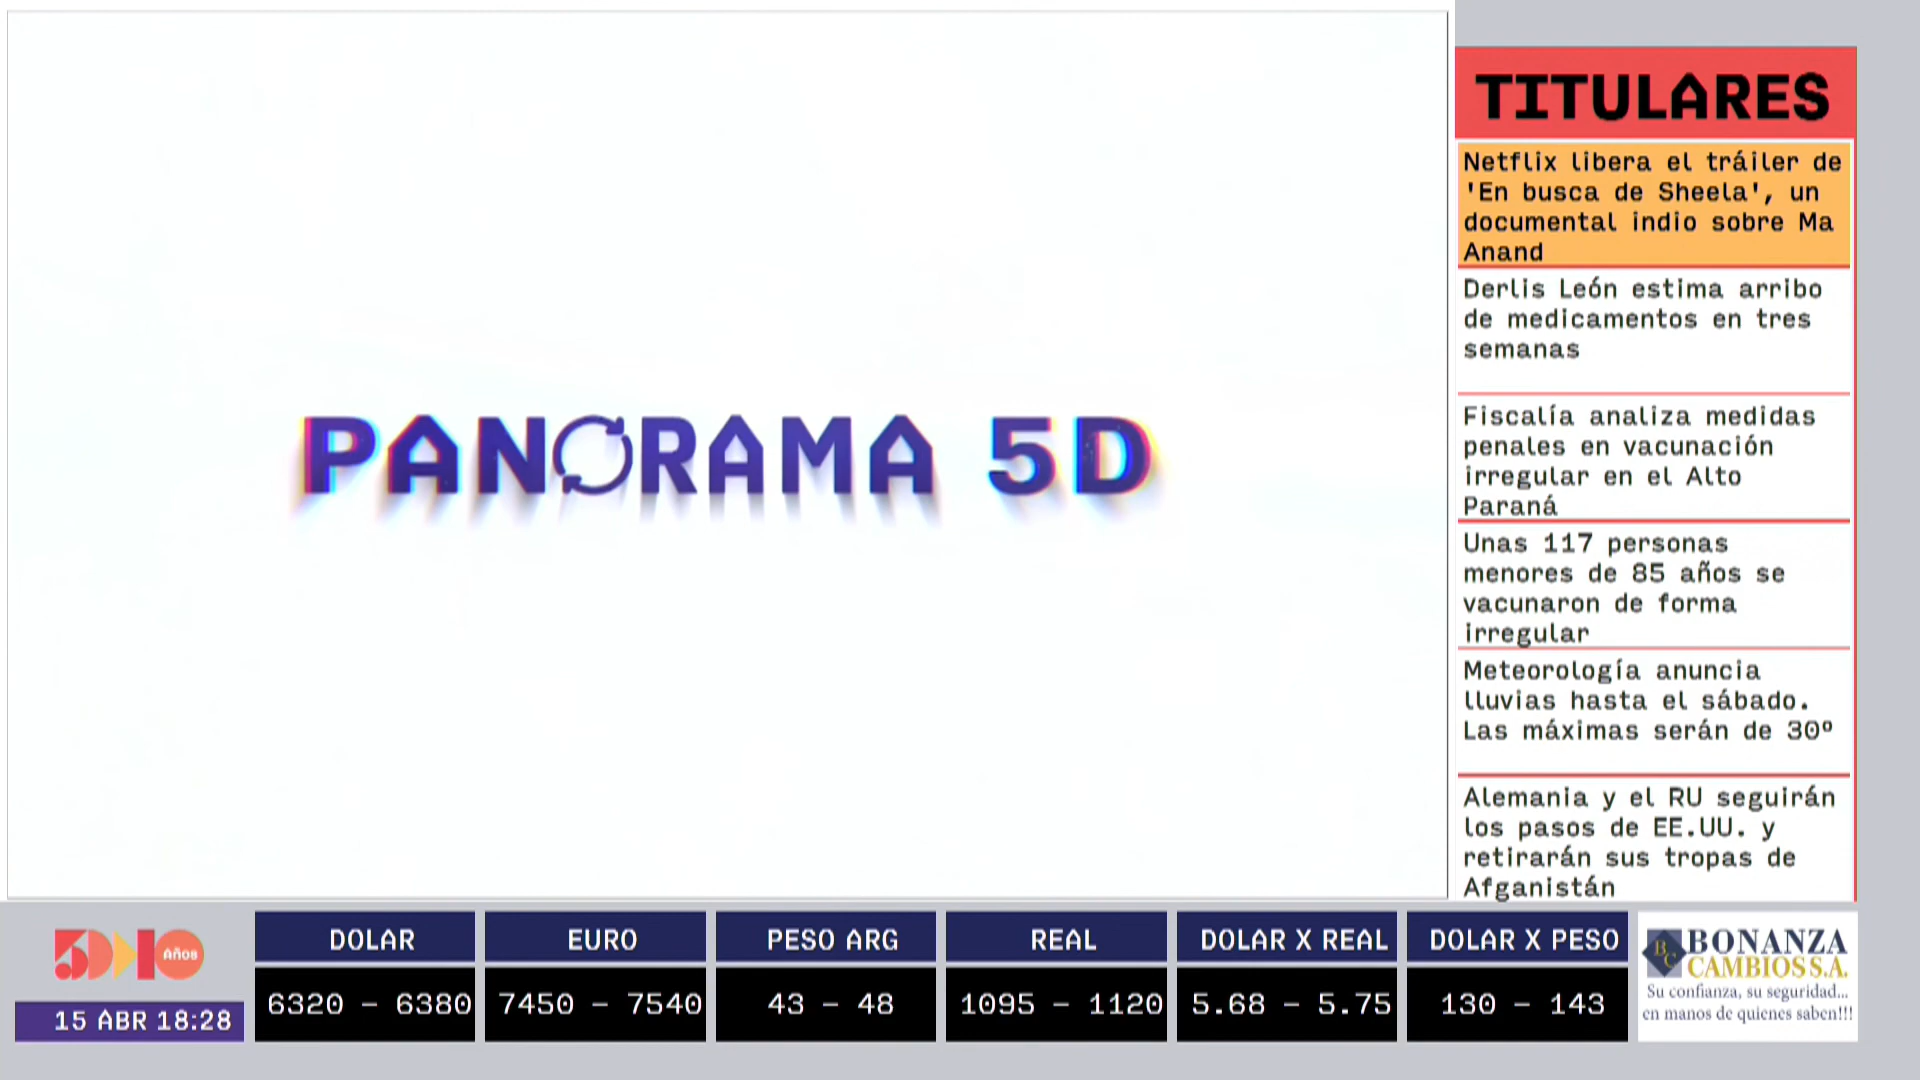 PANORAMA 5D
TITULARES
Netflix libera el tráiler de
'En busca de Sheela', un
documental indio sobre Ma
Anand
Derlis León estima arribo
de medicamentos en tres
semanas
Fiscalía analiza medidas
penales en vacunación
irregular en el Alto
Paraná
Unas 117 personas
menores de 85 años se
vacunaron de forma
irregular
Meteorología anuncia
lluvias hasta el sábado.
Las máximas serán de 30º
Alemania y el RU seguirán
los pasos de EE.UU. y
retirarán sus tropas de
Afganistán
5D 10 Años
15 ABR 18:28
DOLAR
6320 - 6380
EURO
7450 - 7540
PESO ARG
43 - 48
REAL
1095 - 1120
DOLAR X REAL
5.68 - 5.75
DOLAR X PESO
130 - 143
BC BONANZA
CAMBIOS S.A.
Su confianza, su seguridad...
en manos de quienes saben!!!